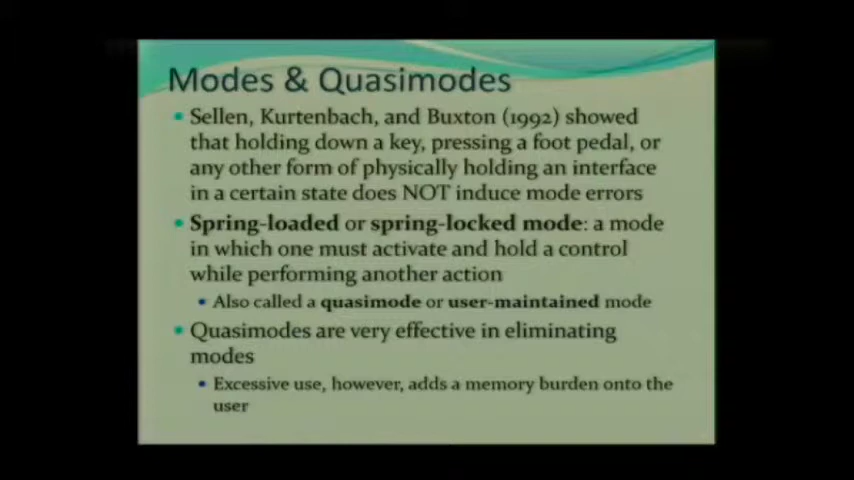 Modes & Quasimodes
Sellen, Kurtenbach, and Buxton (1992) showed
that holding down a key, pressing a foot pedal, or
any other form of physically holding an interface
in a certain state does NOT induce mode errors
Spring-loaded or spring-locked mode: a mode
in which one must activate and hold a control
while performing another action
Also called a quasimode or user-maintained mode
Quasimodes are very effective in eliminating
modes
Excessive use, however, adds a memory burden onto the
user